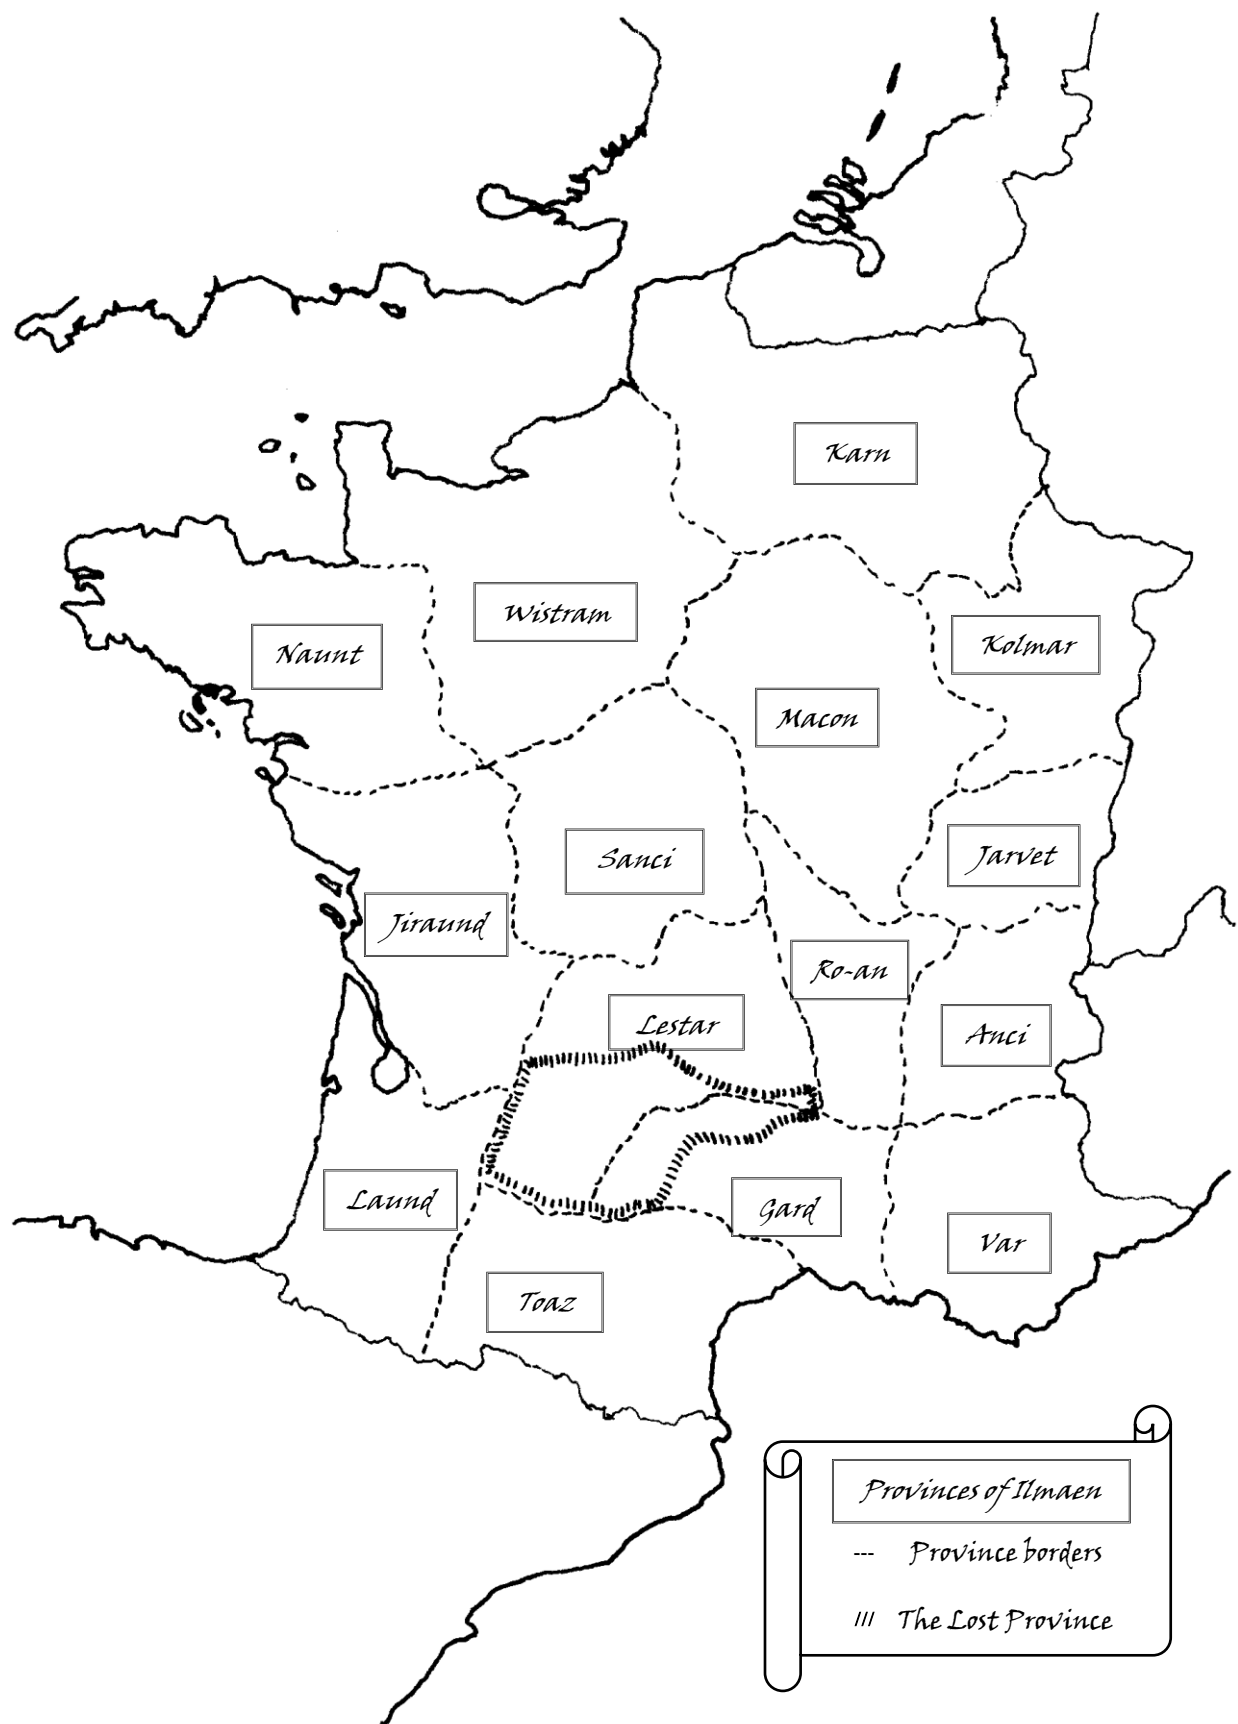 Karn
Wistram
Kolmar
Naunt
Macon
Jarvet
Sanci
Jiraund
Ro-an
Lestar
Anci
Laund
Gard
Var
Toaz
Provinces of Ilmaen
--- Province borders
/// The Lost Province